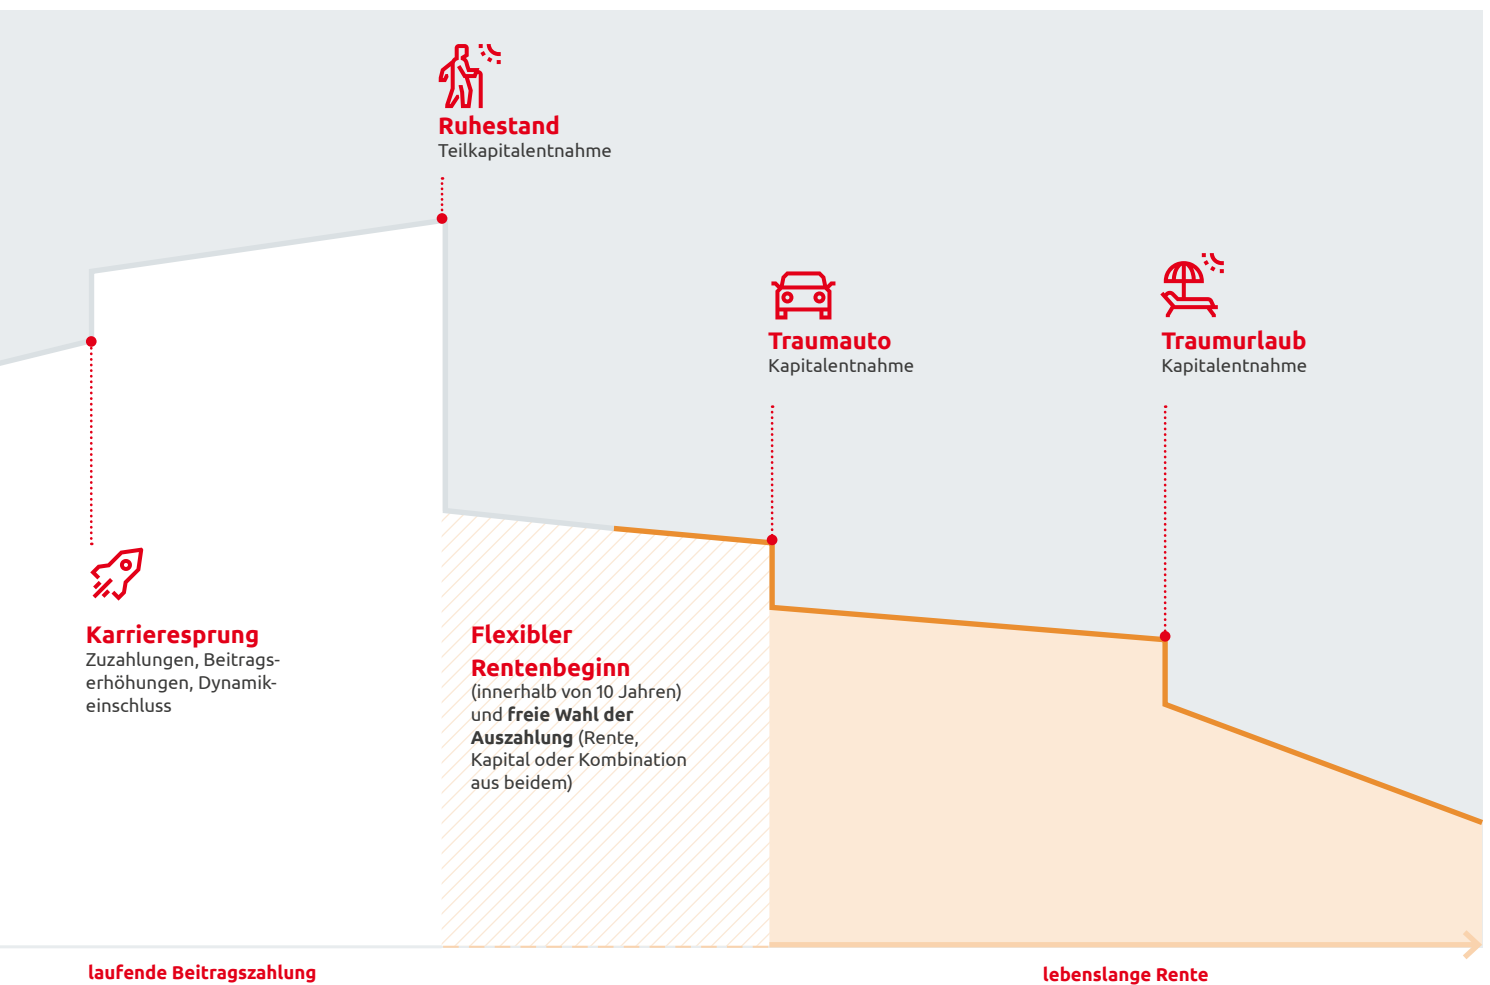 Ruhestand
Teilkapitalentnahme
Traumauto
Kapitalentnahme
Traumurlaub
Kapitalentnahme
Karrieresprung
Zuzahlungen, Beitrags-
erhöhungen, Dynamik-
einschluss
Flexibler
Rentenbeginn
(innerhalb von 10 Jahren)
und freie Wahl der
Auszahlung (Rente,
Kapital oder Kombination
aus beidem)
laufende Beitragszahlung
lebenslange Rente